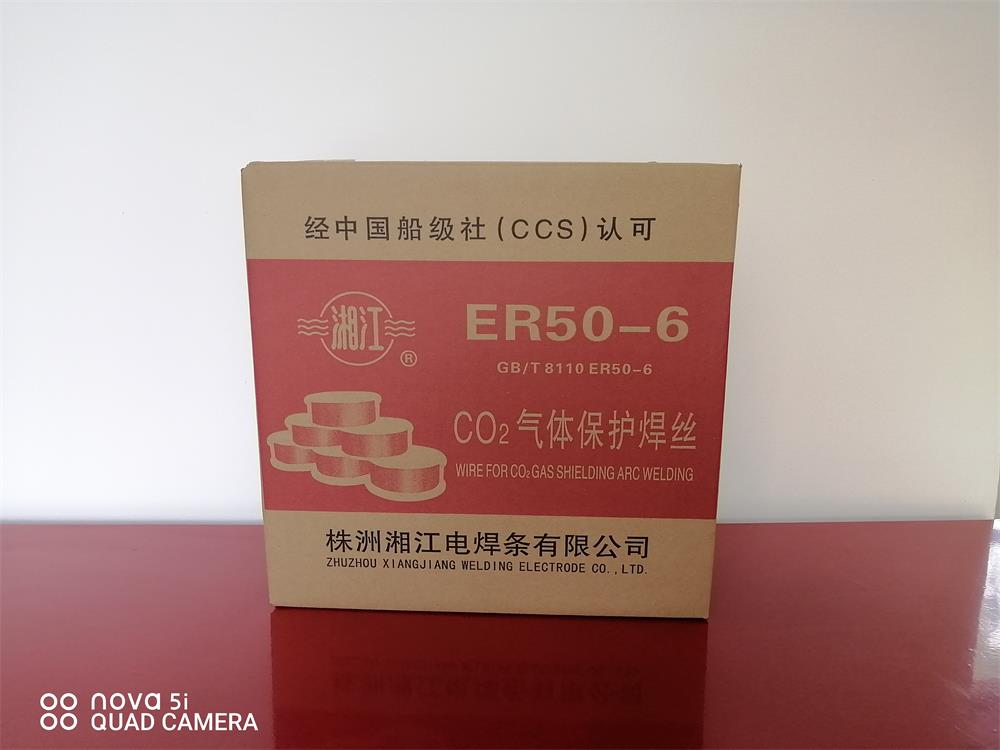 经中国船级社(CCS)认可
湘江
®
ER50-6
GB/T 8110 ER50-6
CO₂气体保护焊丝
WIRE FOR CO₂ GAS SHIELDING ARC WELDING
株洲湘江电焊条有限公司
ZHUZHOU XIANGJIANG WELDING ELECTRODE CO.,LTD.
nova 5i
QUAD CAMERA